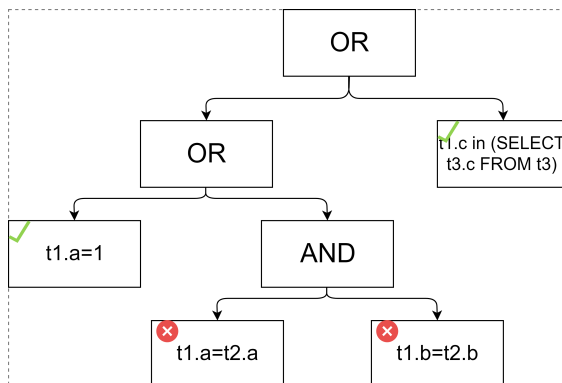 OR
OR
t1.c in (SELECT
t3.c FROM t3)
t1.a=1
AND
t1.a=t2.a
t1.b=t2.b